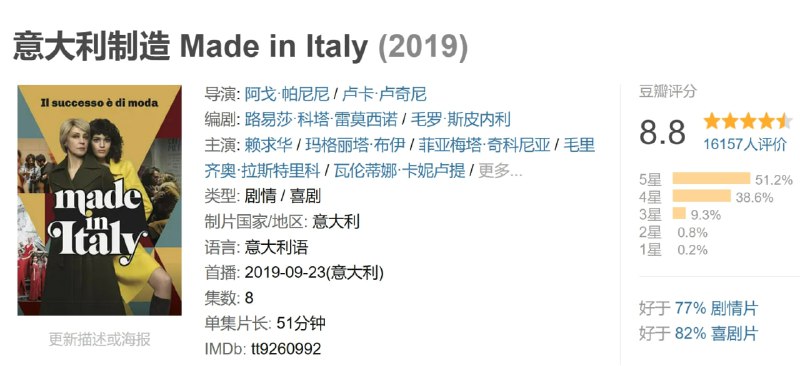 意大利制造 Made in Italy (2019)
Il successo è di moda
made
in
Italy
更新描述或海报
导演: 阿戈·帕尼尼 / 卢卡·卢奇尼
编剧: 路易莎·科塔·雷莫西诺 / 毛罗·斯皮内利
主演: 赖求华 / 玛格丽塔·布伊 / 菲亚梅塔·奇科尼亚 / 毛里
齐奥·拉斯特里科 / 瓦伦蒂娜·卡妮卢提 / 更多...
类型: 剧情 / 喜剧
制片国家/地区: 意大利
语言: 意大利语
首播: 2019-09-23(意大利)
集数: 8
单集片长: 51分钟
IMDb: tt9260992
豆瓣评分
8.8
16157人评价
5星 51.2%
4星 38.6%
3星 9.3%
2星 0.8%
1星 0.2%
好于 77% 剧情片
好于 82% 喜剧片